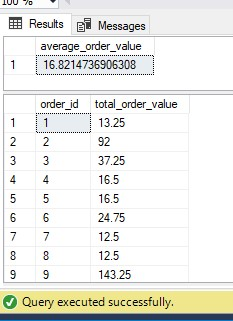 100 %
Results Messages
average_order_value
1 16.8214736906308
order_id total_order_value
1 1 13.25
2 2 92
3 3 37.25
4 4 16.5
5 5 16.5
6 6 24.75
7 7 12.5
8 8 12.5
9 9 143.25
Query executed successfully.